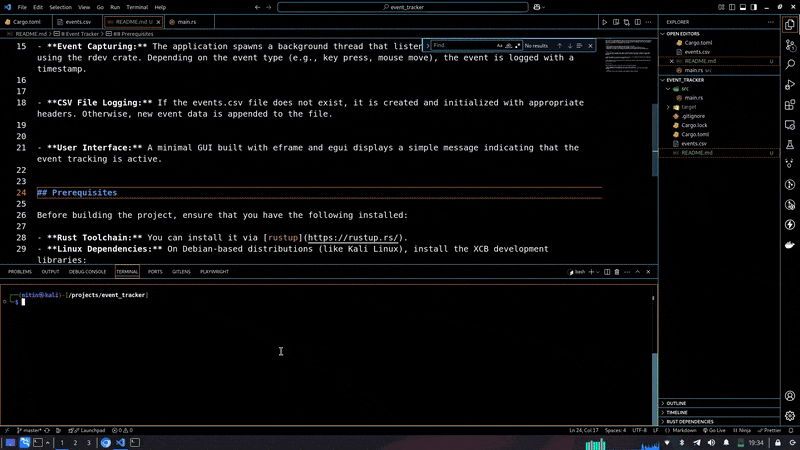 File Edit Selection View Go Run Terminal Help
event_tracker
Cargo.toml
events.csv
README.md U
main.rs
README.md > Event Tracker > ## Prerequisites
EXPLORER
OPEN EDITORS
Cargo.toml
events.csv
README.md
main.rs src
EVENT_TRACKER
src
main.rs
target
.gitignore
Cargo.lock
Cargo.toml
events.csv
README.md
OUTLINE
TIMELINE
RUST DEPENDENCIES
Find
Aa
ab
No results
15 - **Event Capturing:** The application spawns a background thread that listen
using the rdev crate. Depending on the event type (e.g., key press, mouse move), the event is logged with a
timestamp.
16
17
18 - **CSV File Logging:** If the events.csv file does not exist, it is created and initialized with appropriate
headers. Otherwise, new event data is appended to the file.
19
20
21 - **User Interface:** A minimal GUI built with eframe and egui displays a simple message indicating that the
event tracking is active.
22
23
24 ## Prerequisites
25
26 Before building the project, ensure that you have the following installed:
27
28 - **Rust Toolchain:** You can install it via [rustup](https://rustup.rs/).
29 - **Linux Dependencies:** On Debian-based distributions (like Kali Linux), install the XCB development
libraries:
PROBLEMS OUTPUT DEBUG CONSOLE TERMINAL PORTS GITLENS PLAYWRIGHT
bash
(nitin㉿kali)-[/projects/event_tracker]
$
master* Launchpad 0 0
Ln 24, Col 17 Spaces: 4 UTF-8 LF Markdown Go Live Ninja Prettier
1 2 3
19:34